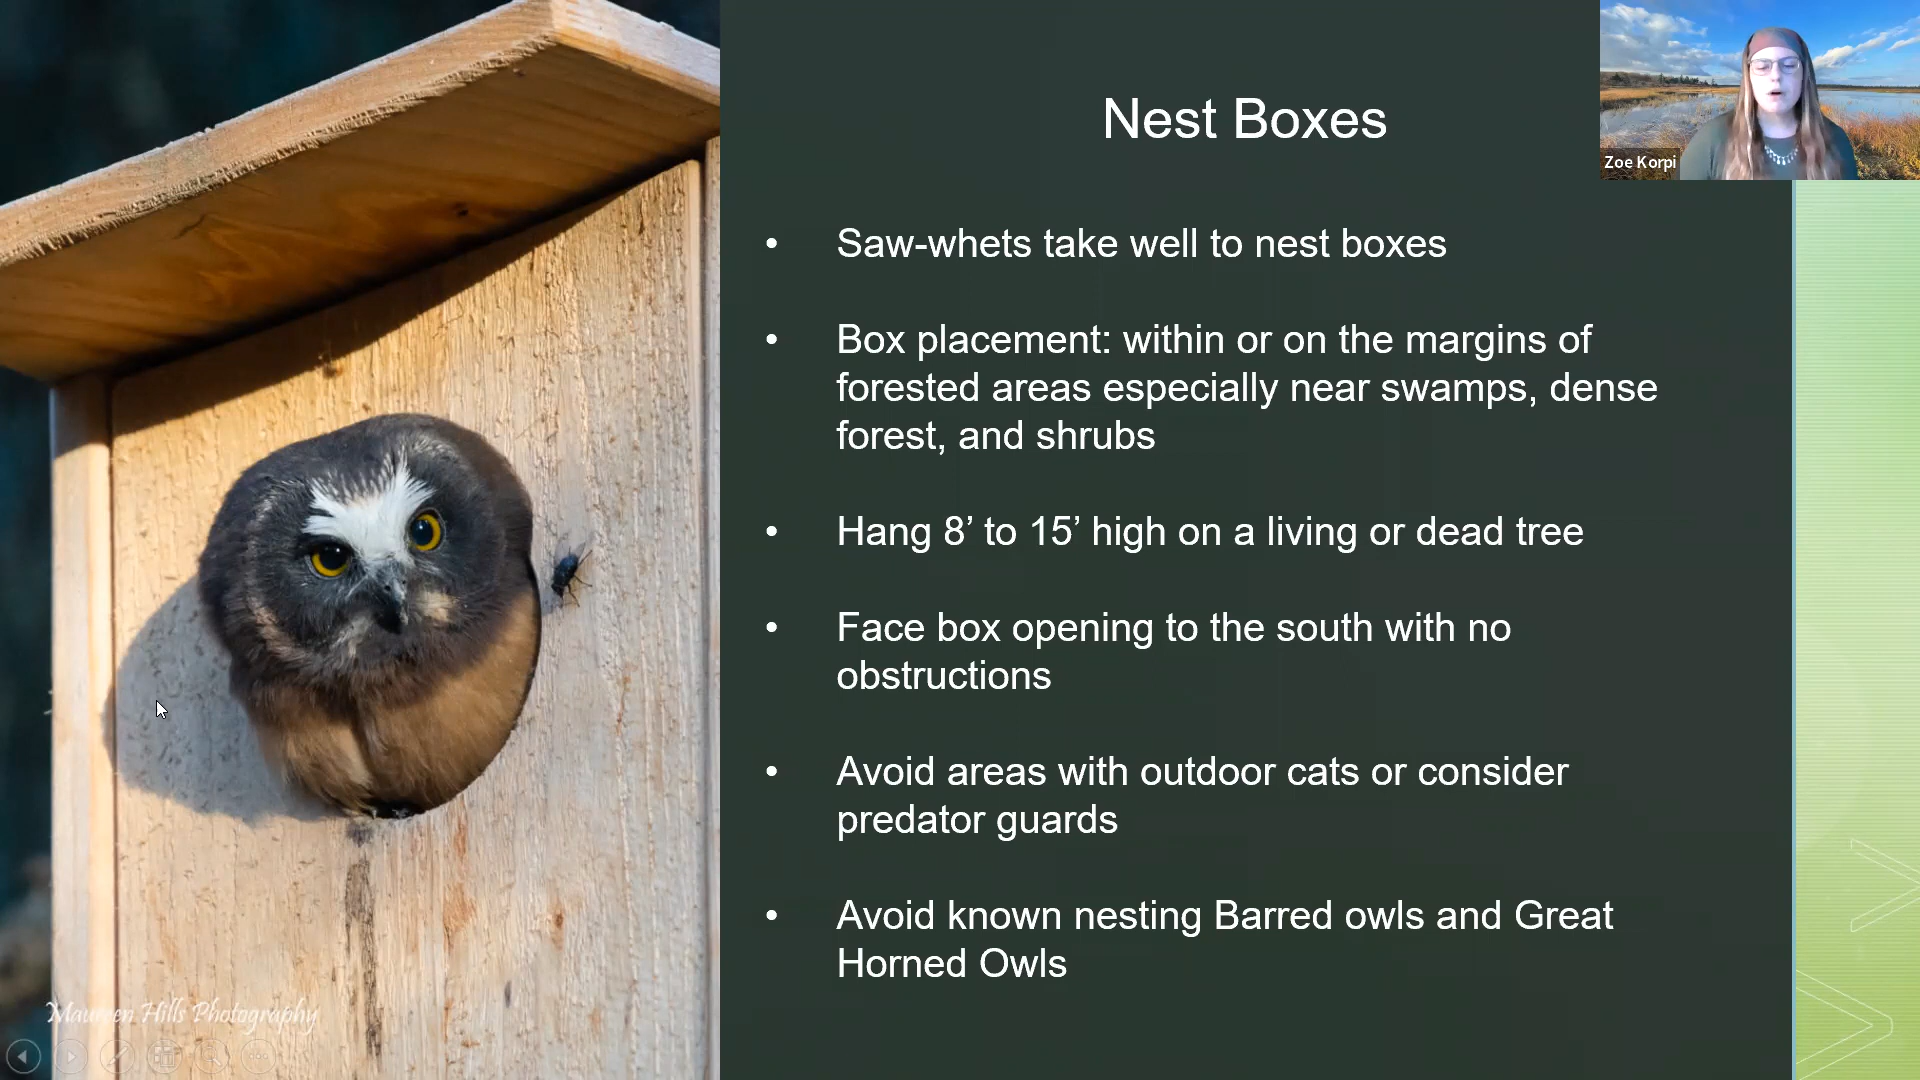 Nest Boxes
Zoe Korpi
• Saw-whets take well to nest boxes
• Box placement: within or on the margins of
forested areas especially near swamps, dense
forest, and shrubs
• Hang 8’ to 15’ high on a living or dead tree
• Face box opening to the south with no
obstructions
• Avoid areas with outdoor cats or consider
predator guards
• Avoid known nesting Barred owls and Great
Horned Owls
Maureen Hills Photography